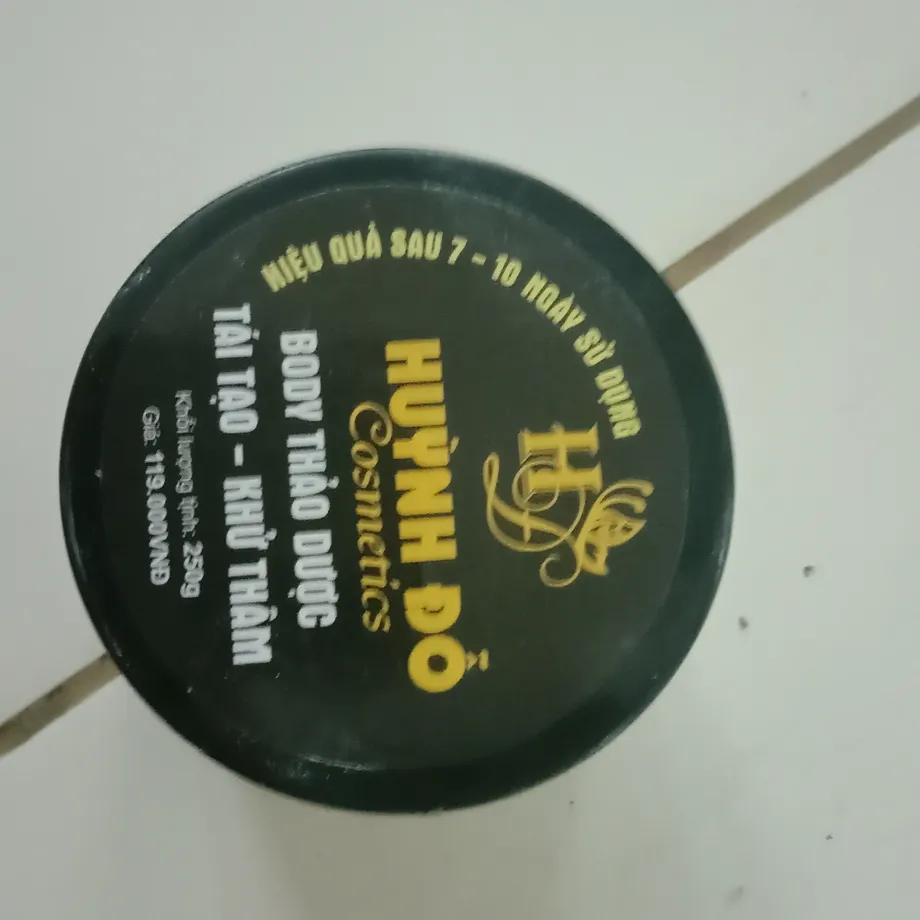 HIỆU QUẢ SAU 7 - 10 NGÀY SỬ DỤNG
HD
HUỲNH ĐỖ
Cosmetics
BODY THẢO DƯỢC
TÁI TẠO - KHỬ THÂM
Khối lượng tịnh: 250g
Giá: 119.000VNĐ